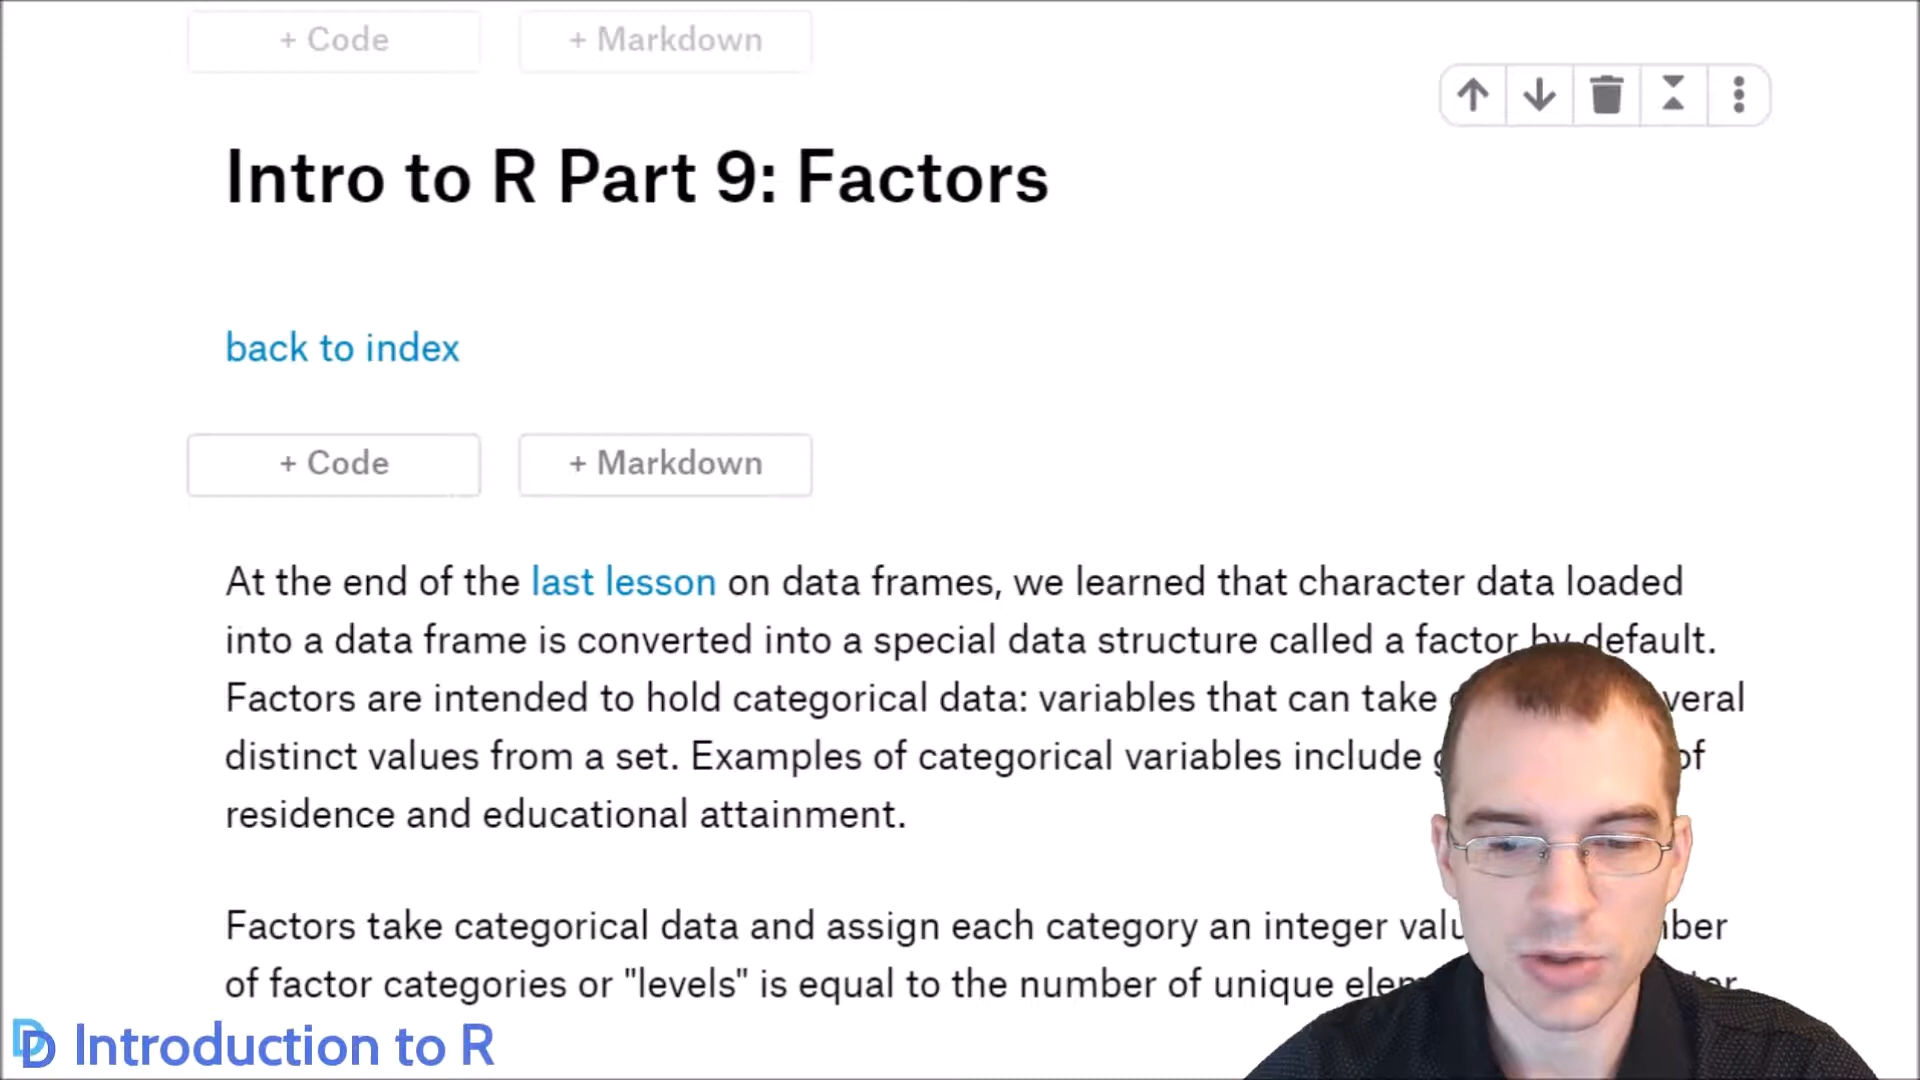 + Code + Markdown
Intro to R Part 9: Factors
back to index
+ Code + Markdown
At the end of the last lesson on data frames, we learned that character data loaded
into a data frame is converted into a special data structure called a factor by default.
Factors are intended to hold categorical data: variables that can take
distinct values from a set. Examples of categorical variables include of
residence and educational attainment.
Factors take categorical data and assign each category an integer
of factor categories or "levels" is equal to the number of unique
Introduction to R